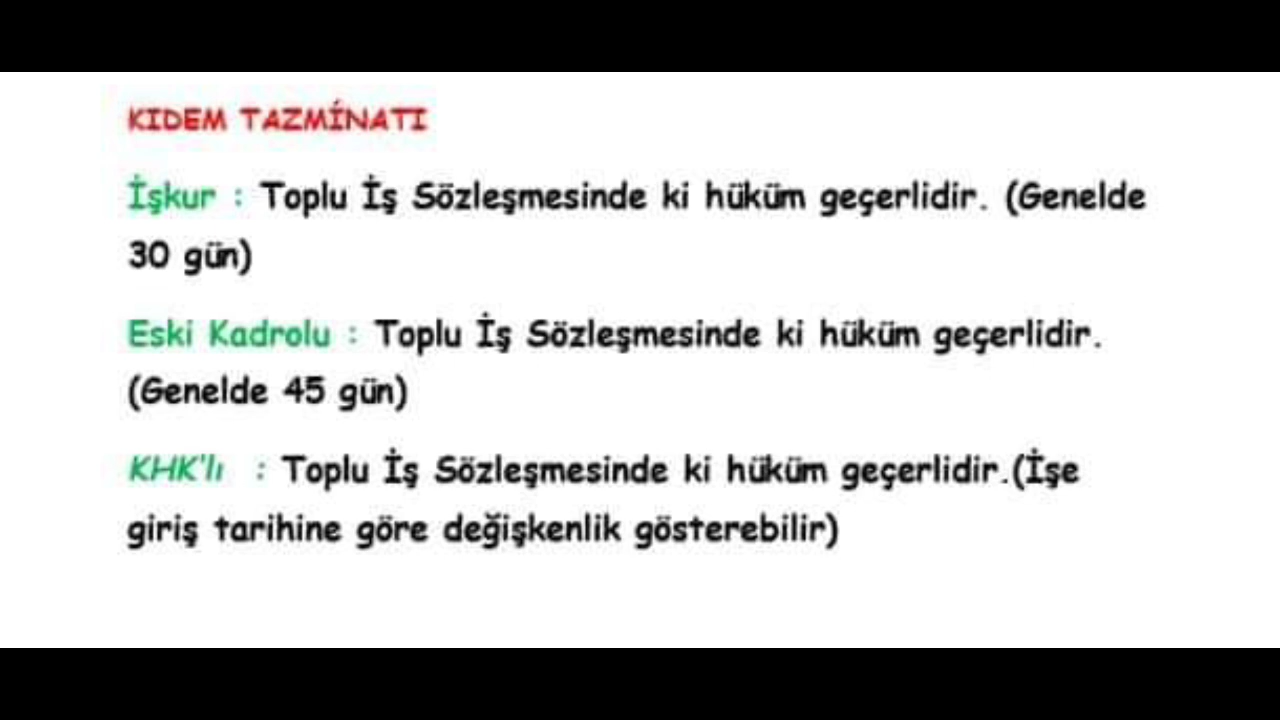 KIDEM TAZMİNATI
İşkur : Toplu İş Sözleşmesinde ki hüküm geçerlidir. (Genelde
30 gün)
Eski Kadrolu : Toplu İş Sözleşmesinde ki hüküm geçerlidir.
(Genelde 45 gün)
KHK'lı : Toplu İş Sözleşmesinde ki hüküm geçerlidir.(İşe
giriş tarihine göre değişkenlik gösterebilir)